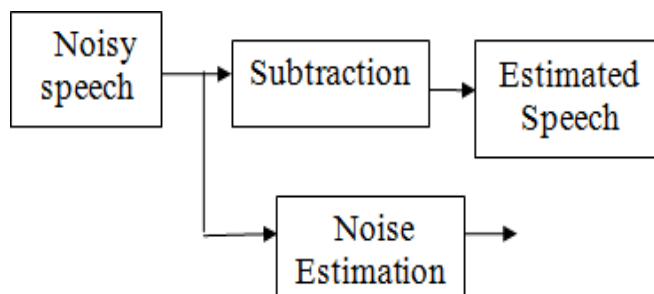 Noisy
speech
Subtraction
Estimated
Speech
Noise
Estimation